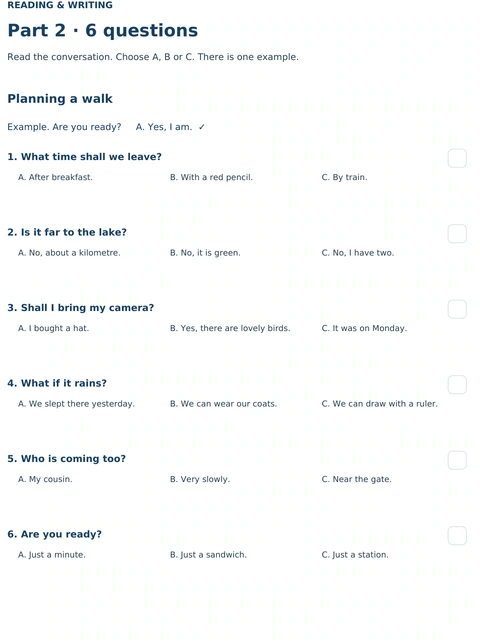 READING & WRITING
Part 2 · 6 questions
Read the conversation. Choose A, B or C. There is one example.
Planning a walk
Example. Are you ready? A. Yes, I am. ✓
1. What time shall we leave?
A. After breakfast. B. With a red pencil. C. By train.
2. Is it far to the lake?
A. No, about a kilometre. B. No, it is green. C. No, I have two.
3. Shall I bring my camera?
A. I bought a hat. B. Yes, there are lovely birds. C. It was on Monday.
4. What if it rains?
A. We slept there yesterday. B. We can wear our coats. C. We can draw with a ruler.
5. Who is coming too?
A. My cousin. B. Very slowly. C. Near the gate.
6. Are you ready?
A. Just a minute. B. Just a sandwich. C. Just a station.